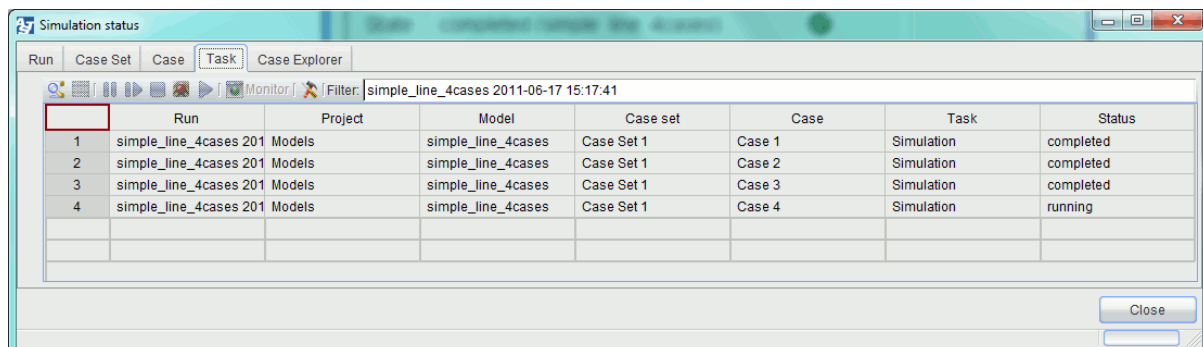 Simulation status
Run Case Set Case Task Case Explorer
Monitor Filter: simple_line_4cases 2011-06-17 15:17:41
Run Project Model Case set Case Task Status
1 simple_line_4cases 201 Models simple_line_4cases Case Set 1 Case 1 Simulation completed
2 simple_line_4cases 201 Models simple_line_4cases Case Set 1 Case 2 Simulation completed
3 simple_line_4cases 201 Models simple_line_4cases Case Set 1 Case 3 Simulation completed
4 simple_line_4cases 201 Models simple_line_4cases Case Set 1 Case 4 Simulation running
Close